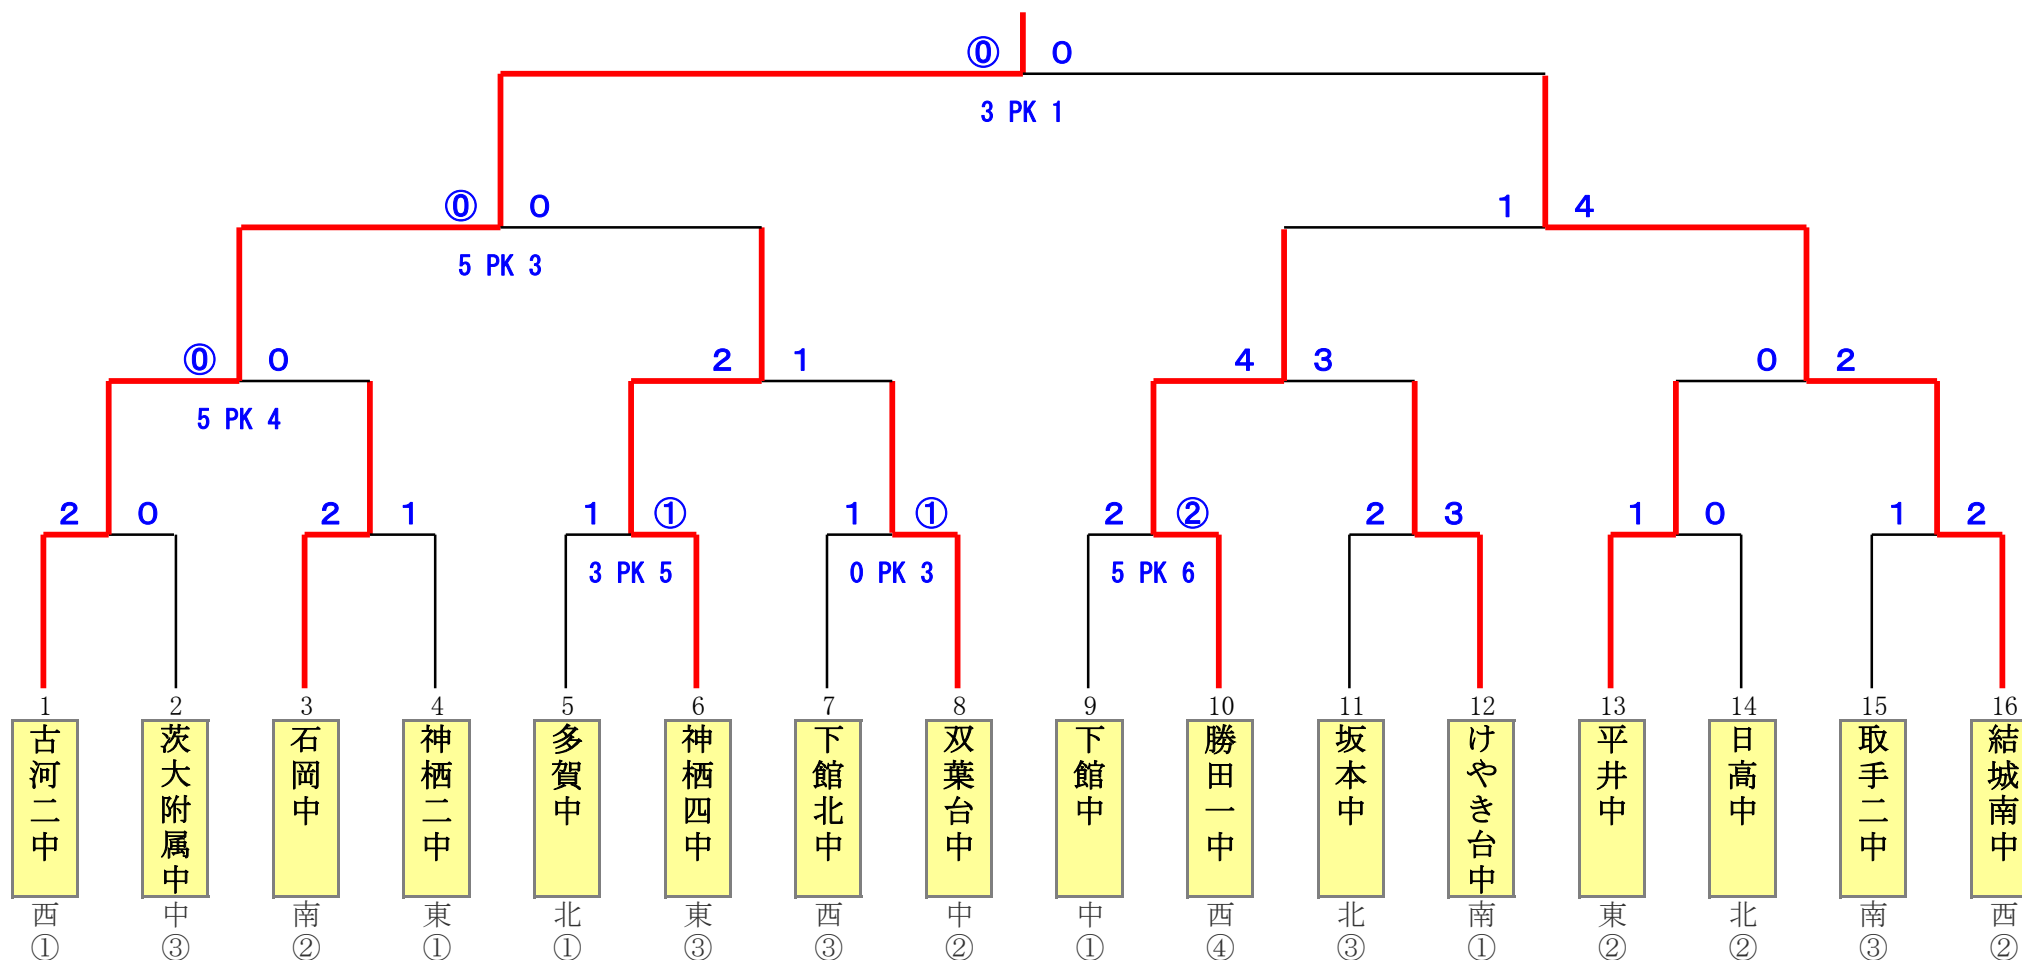 ⓪ 0
3 PK 1
⓪ 0 1 4
5 PK 3
⓪ 0 2 1 4 3 0 2
5 PK 4
2 0 2 1 1 ① 1 ① 2 ② 2 3 1 0 1 2
3 PK 5 0 PK 3 5 PK 6
1 2 3 4 5 6 7 8 9 10 11 12 13 14 15 16
古河二中
茨大附属中
石岡中
神栖二中
多賀中
神栖四中
下館北中
双葉台中
下館中
勝田一中
坂本中
けやき台中
平井中
日高中
取手二中
結城南中
西 中 南 東 北 東 西 中 中 西 北 南 東 北 南 西
① ③ ② ① ① ③ ③ ② ① ④ ③ ① ② ② ③ ②